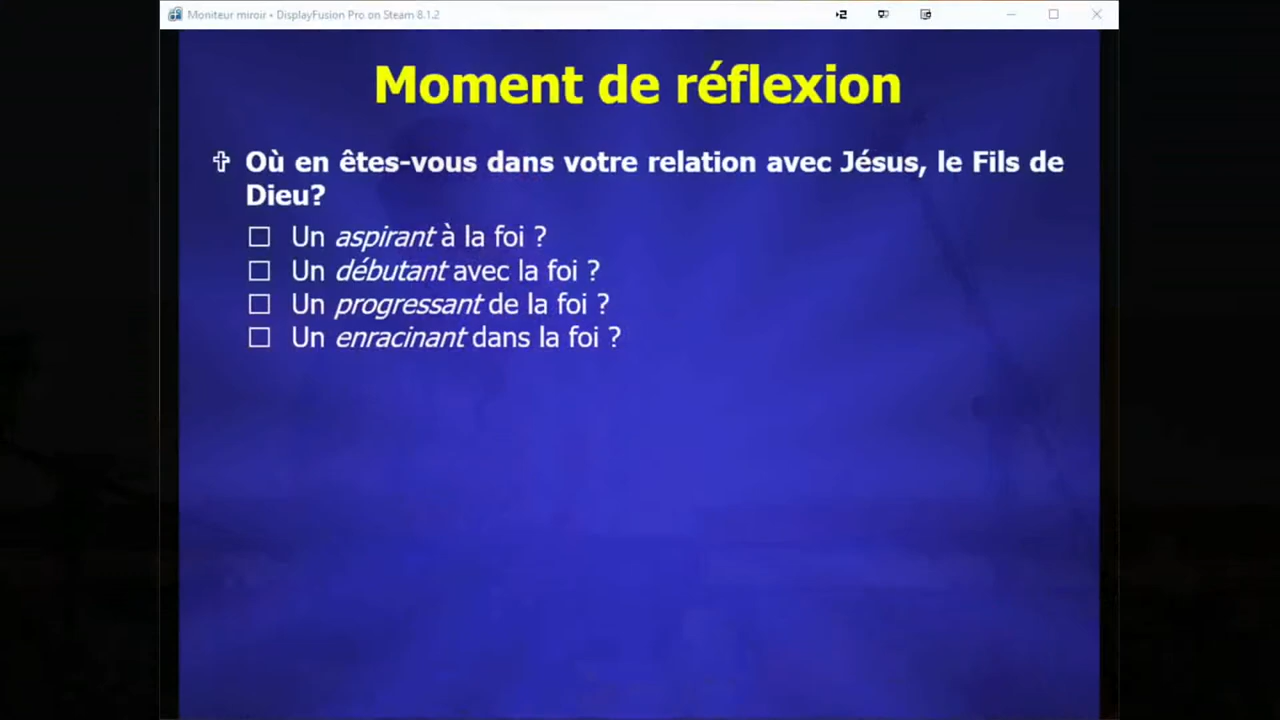 Moniteur miroir • DisplayFusion Pro on Steam 8.1.2
Moment de réflexion
✞ Où en êtes-vous dans votre relation avec Jésus, le Fils de
Dieu?
☐ Un aspirant à la foi ?
☐ Un débutant avec la foi ?
☐ Un progressant de la foi ?
☐ Un enracinant dans la foi ?